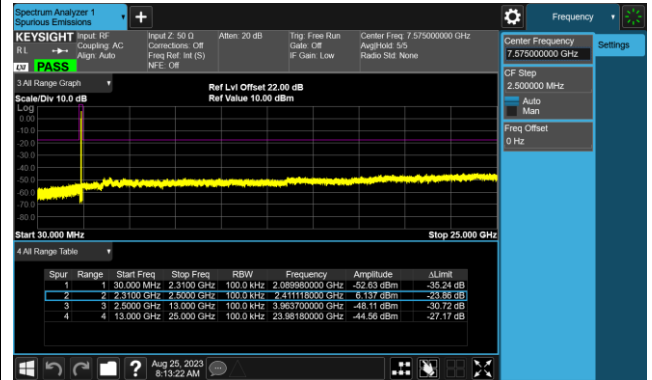 Spectrum Analyzer 1
Spurious Emissions
Frequency
KEYSIGHT Input: RF Input Z: 50 Ω Atten: 20 dB Trig: Free Run Center Freq: 7.575000000 GHz
RL Coupling: AC Corrections: Off Gate: Off Avg|Hold: 5/5
Align: Auto Freq Ref: Int (S) IF Gain: Low Radio Std: None
LXI PASS NFE: Off
Center Frequency
7.575000000 GHz
Settings
CF Step
2.500000 MHz
Auto
Man
Freq Offset
0 Hz
3 All Range Graph
Ref Lvl Offset 22.00 dB
Scale/Div 10.0 dB Ref Value 10.00 dBm
Log
0.00
-10.0
-20.0
-30.0
-40.0
-50.0
-60.0
-70.0
-80.0
Start 30.000 MHz Stop 25.000 GHz
4 All Range Table
Spur Range Start Freq Stop Freq RBW Frequency Amplitude ΔLimit
1 1 30.000 MHz 2.3100 GHz 100.0 kHz 2.089980000 GHz -52.63 dBm -35.24 dB
2 2 2.3100 GHz 2.5000 GHz 100.0 kHz 2.411118000 GHz 6.137 dBm -23.86 dB
3 3 2.5000 GHz 13.000 GHz 100.0 kHz 3.963700000 GHz -48.11 dBm -30.72 dB
4 4 13.000 GHz 25.000 GHz 100.0 kHz 23.98180000 GHz -44.56 dBm -27.17 dB
Aug 25, 2023
8:13:22 AM